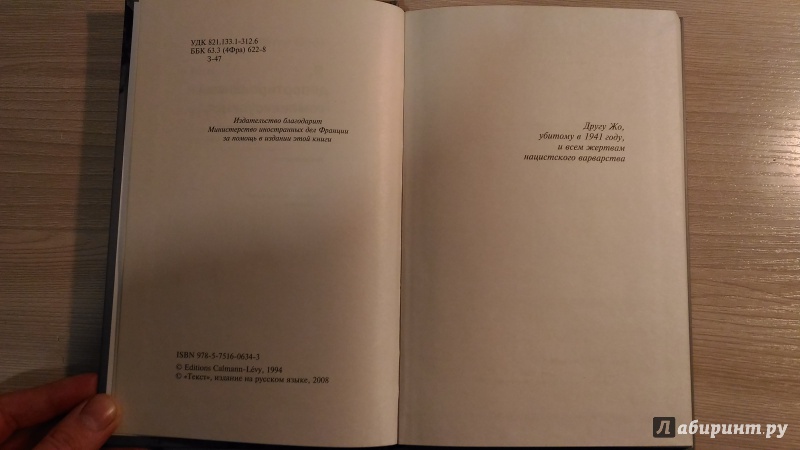 УДК 821.133.1-312.6
ББК 63.3 (4Фра) 622-8
З-47
Издательство благодарит
Министерство иностранных дел Франции
за помощь в издании этой книги
ISBN 978-5-7516-0634-3
© Editions Calmann-Lévy, 1994
© «Текст», издание на русском языке, 2008
Другу Жо,
убитому в 1941 году,
и всем жертвам
нацистского варварства
Лабиринт.ру